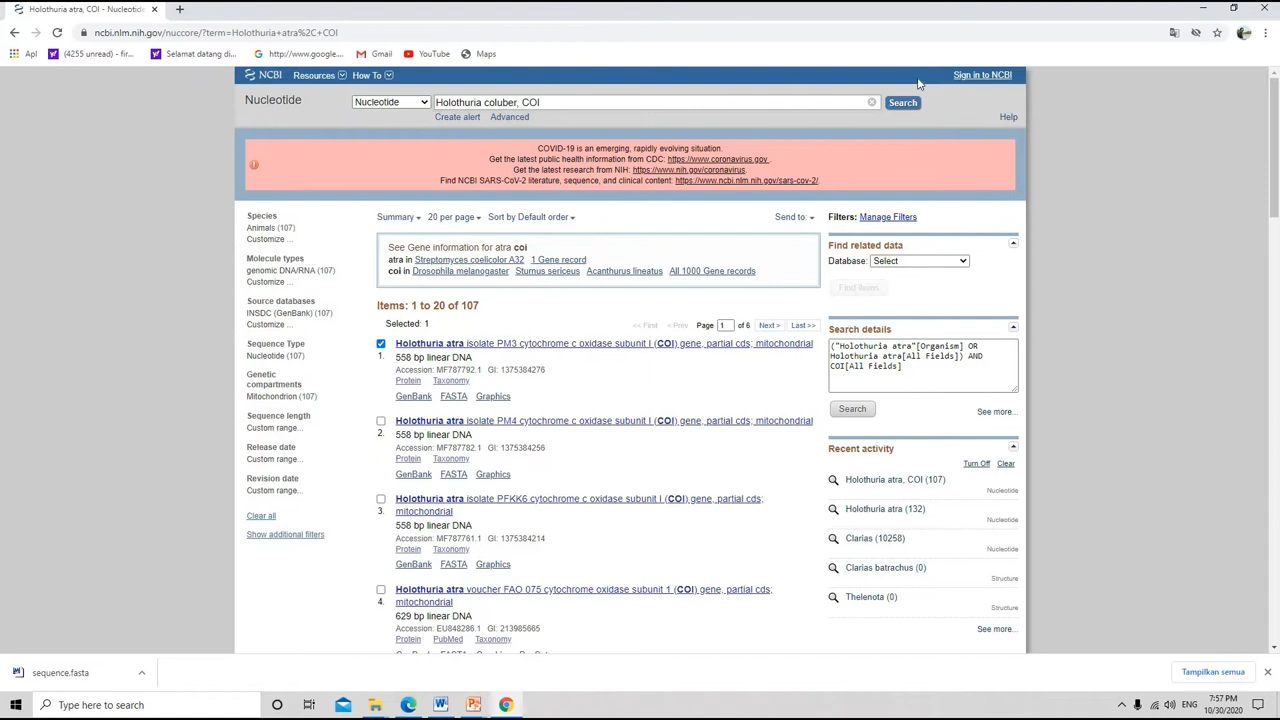 Holothuria atra, COI - Nucleotide
ncbi.nlm.nih.gov/nuccore/?term=Holothuria+atra%2C+COI
Apl
(4255 unread) - fir...
Selamat datang di...
http://www.google....
Gmail
YouTube
Maps
NCBI
Resources
How To
Sign in to NCBI
Nucleotide
Nucleotide
Holothuria coluber, COI
Search
Create alert
Advanced
Help
COVID-19 is an emerging, rapidly evolving situation.
Get the latest public health information from CDC: https://www.coronavirus.gov .
Get the latest research from NIH: https://www.nih.gov/coronavirus.
Find NCBI SARS-CoV-2 literature, sequence, and clinical content: https://www.ncbi.nlm.nih.gov/sars-cov-2/.
Species
Animals (107)
Customize ...
Molecule types
genomic DNA/RNA (107)
Customize ...
Source databases
INSDC (GenBank) (107)
Customize ...
Sequence Type
Nucleotide (107)
Genetic
compartments
Mitochondrion (107)
Sequence length
Custom range...
Release date
Custom range...
Revision date
Custom range...
Clear all
Show additional filters
Summary
20 per page
Sort by Default order
Send to:
See Gene information for atra coi
atra in Streptomyces coelicolor A32 1 Gene record
coi in Drosophila melanogaster Sturnus sericeus Acanthurus lineatus All 1000 Gene records
Items: 1 to 20 of 107
Selected: 1
<< First < Prev Page 1 of 6 Next > Last >>
Holothuria atra isolate PM3 cytochrome c oxidase subunit I (COI) gene, partial cds; mitochondrial
1.
558 bp linear DNA
Accession: MF787792.1 GI: 1375384276
Protein Taxonomy
GenBank FASTA Graphics
Holothuria atra isolate PM4 cytochrome c oxidase subunit I (COI) gene, partial cds; mitochondrial
2.
558 bp linear DNA
Accession: MF787782.1 GI: 1375384256
Protein Taxonomy
GenBank FASTA Graphics
Holothuria atra isolate PFKK6 cytochrome c oxidase subunit I (COI) gene, partial cds;
3.
mitochondrial
558 bp linear DNA
Accession: MF787761.1 GI: 1375384214
Protein Taxonomy
GenBank FASTA Graphics
Holothuria atra voucher FAO 075 cytochrome oxidase subunit 1 (COI) gene, partial cds;
4.
mitochondrial
629 bp linear DNA
Accession: EU848286.1 GI: 213985665
Protein PubMed Taxonomy
Filters: Manage Filters
Find related data
Database: Select
Find items
Search details
("Holothuria atra"[Organism] OR
Holothuria atra[All Fields]) AND
COI[All Fields]
Search
See more...
Recent activity
Turn Off Clear
Holothuria atra, COI (107)
Nucleotide
Holothuria atra (132)
Nucleotide
Clarias (10258)
Nucleotide
Clarias batrachus (0)
Structure
Thelenota (0)
Structure
See more...
sequence.fasta
Tampilkan semua
Type here to search
ENG
7:57 PM
10/30/2020